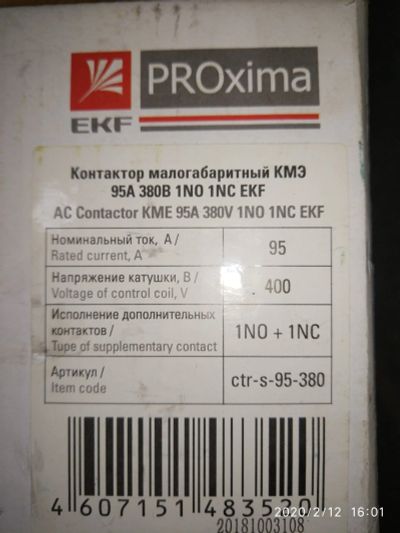 PROxima
EKF
Контактор малогабаритный КМЭ
95А 380В 1NO 1NC EKF
AC Contactor KME 95A 380V 1NO 1NC EKF
Номинальный ток, А /
Rated current, A
95
Напряжение катушки, В /
Voltage of control coil, V
400
Исполнение дополнительных
контактов /
Tupe of supplementary contact
1NO + 1NC
Артикул /
Item code
ctr-s-95-380
4 607151 483520
2020/2/12 16:01
20181003108